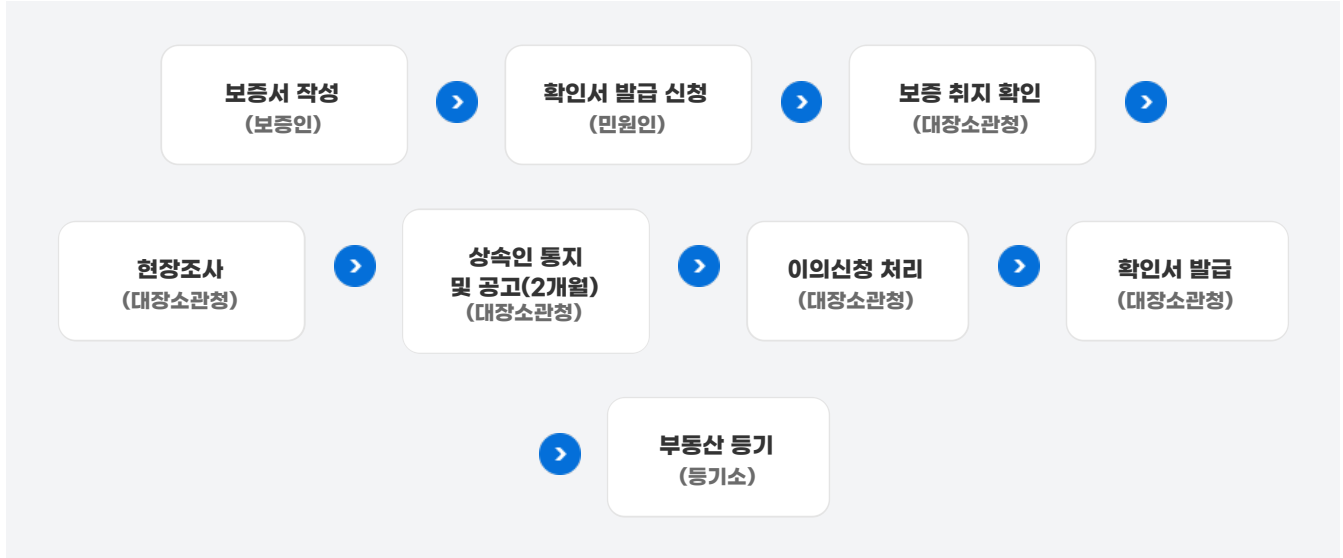 보증서 작성
(보증인)
확인서 발급 신청
(민원인)
보증 취지 확인
(대장소관청)
현장조사
(대장소관청)
상속인 통지
및 공고(2개월)
(대장소관청)
이의신청 처리
(대장소관청)
확인서 발급
(대장소관청)
부동산 등기
(등기소)